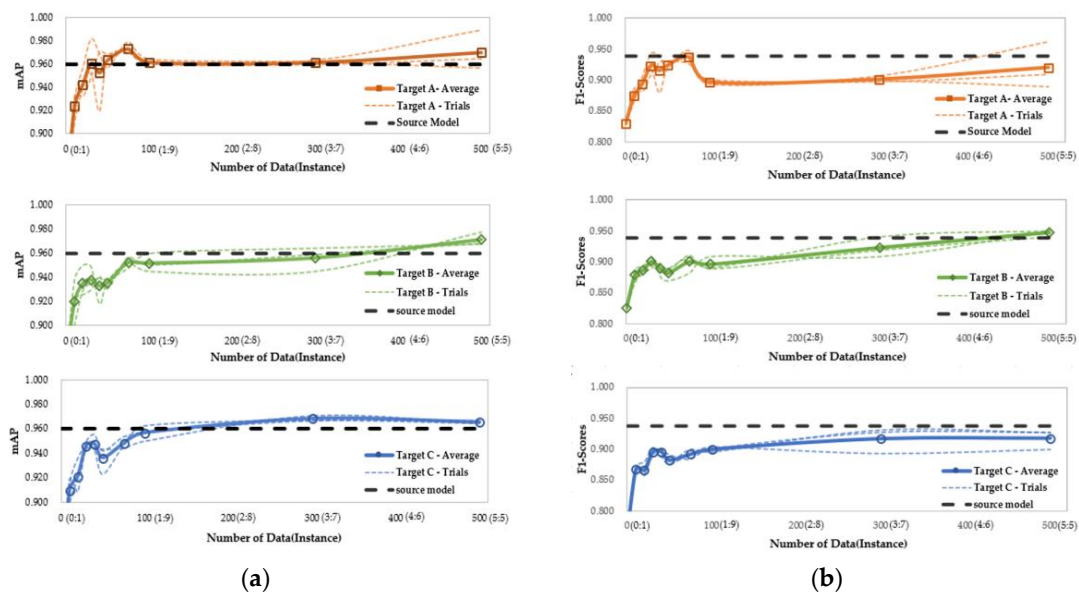 1.000
0.980
0.960
0.940
0.920
0.900
mAP
Target A- Average
Target A - Trials
Source Model
0 (0:1)
100 (1:9)
200 (2:8)
300 (3:7)
400 (4:6)
500 (5:5)
Number of Data(Instance)
1.000
0.950
0.900
0.850
0.800
F1-Scores
Target A- Average
Target A - Trials
Source Model
0 (0:1)
100 (1:9)
200 (2:8)
300 (3:7)
400 (4:6)
500 (5:5)
Number of Data(Instance)
1.000
0.980
0.960
0.940
0.920
0.900
mAP
Target B - Average
Target B - Trials
source model
0 (0:1)
100 (1:9)
200 (2:8)
300 (3:7)
400 (4:6)
500 (5:5)
Number of Data(Instance)
1.000
0.950
0.900
0.850
0.800
F1-Scores
Target B - Average
Target B - Trials
source model
0 (0:1)
100 (1:9)
200 (2:8)
300 (3:7)
400 (4:6)
500 (5:5)
Number of Data(Instance)
1.000
0.980
0.960
0.940
0.920
0.900
mAP
Target C - Average
Target C - Trials
source model
0 (0:1)
100 (1:9)
200 (2:8)
300 (3:7)
400 (4:6)
500 (5:5)
Number of Data(Instance)
1.000
0.950
0.900
0.850
0.800
F1-Scores
Target C - Average
Target C - Trials
source model
0 (0:1)
100 (1:9)
200 (2:8)
300 (3:7)
400 (4:6)
500 (5:5)
Number of Data(Instance)
(a)
(b)